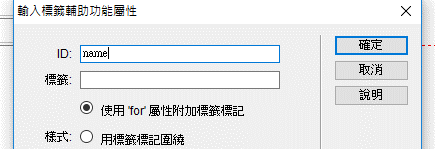 輸入標籤輔助功能屬性
ID: name
確定
標籤:
取消
使用 'for' 屬性附加標籤標記
說明
樣式: 用標籤標記圍繞